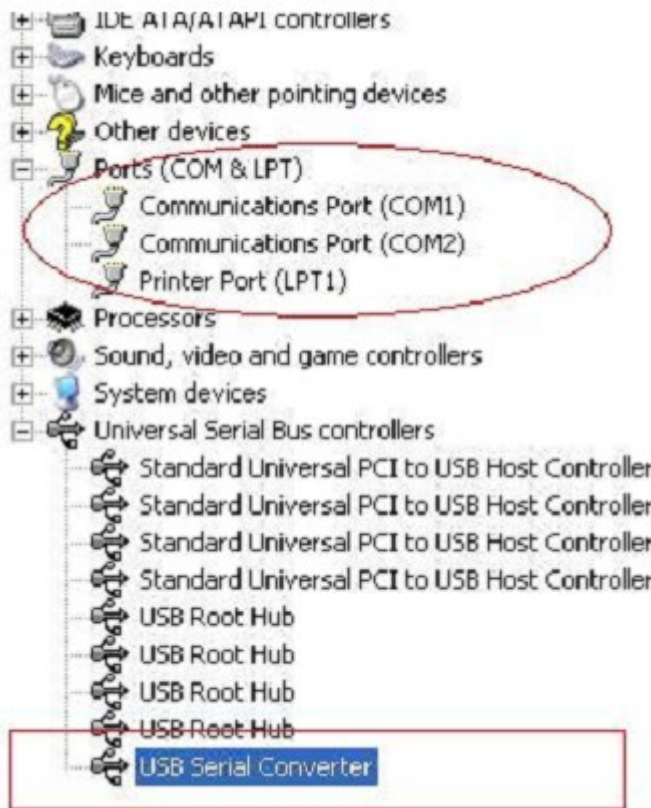 IDE ATA/ATAPI controllers
Keyboards
Mice and other pointing devices
Other devices
Ports (COM & LPT)
Communications Port (COM1)
Communications Port (COM2)
Printer Port (LPT1)
Processors
Sound, video and game controllers
System devices
Universal Serial Bus controllers
Standard Universal PCI to USB Host Controller
Standard Universal PCI to USB Host Controller
Standard Universal PCI to USB Host Controller
Standard Universal PCI to USB Host Controller
USB Root Hub
USB Root Hub
USB Root Hub
USB Root Hub
USB Serial Converter